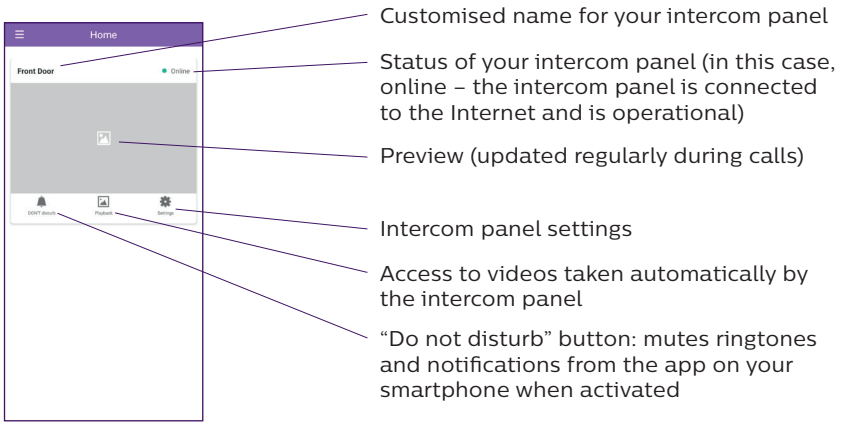 Home
Front Door
Online
DON'T disturb
Playback
Settings
Customised name for your intercom panel
Status of your intercom panel (in this case,
online – the intercom panel is connected
to the Internet and is operational)
Preview (updated regularly during calls)
Intercom panel settings
Access to videos taken automatically by
the intercom panel
“Do not disturb” button: mutes ringtones
and notifications from the app on your
smartphone when activated